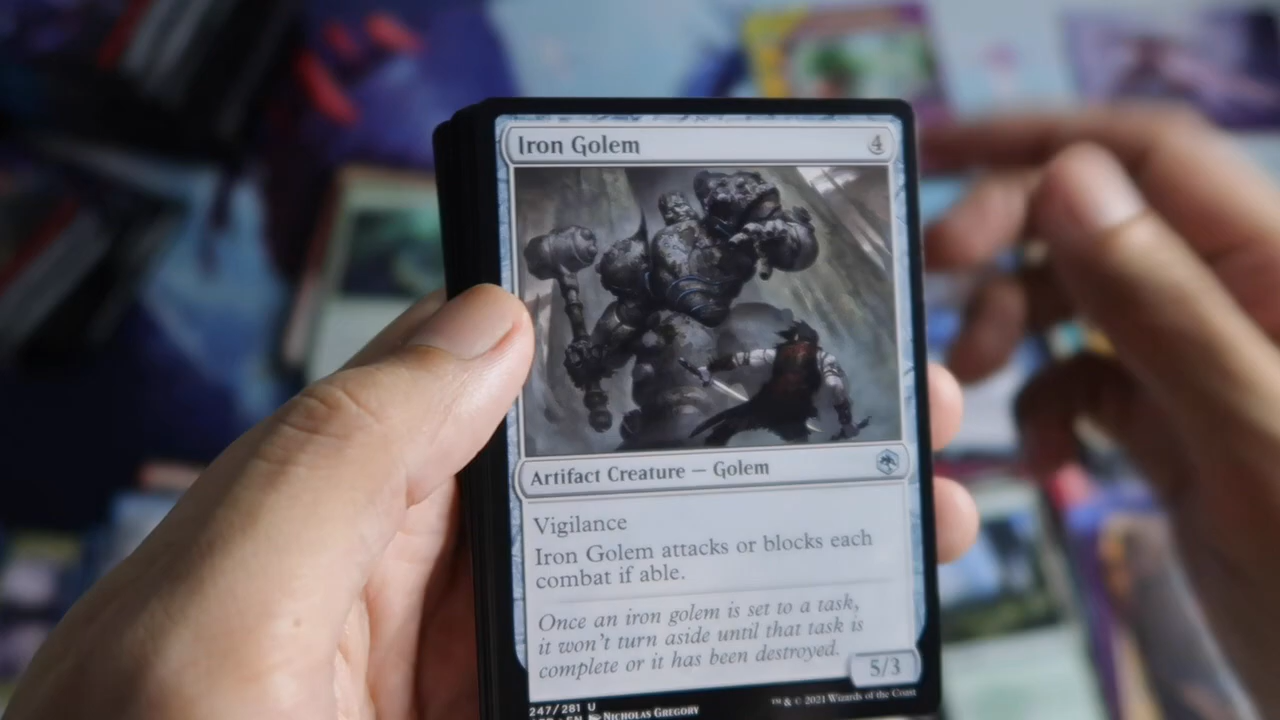 Iron Golem 4
Artifact Creature — Golem
Vigilance
Iron Golem attacks or blocks each
combat if able.
Once an iron golem is set to a task,
it won't turn aside until that task is
complete or it has been destroyed.
5/3
247/281 U
EN NICHOLAS GREGORY
™ & © 2021 Wizards of the Coast